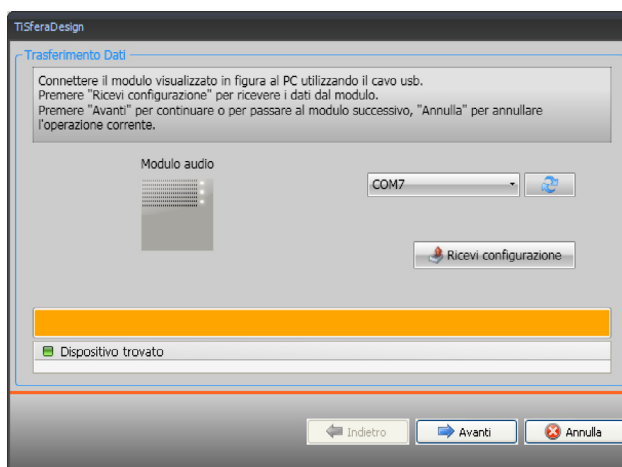 TiSferaDesign
Trasferimento Dati
Connettere il modulo visualizzato in figura al PC utilizzando il cavo usb.
Premere "Ricevi configurazione" per ricevere i dati dal modulo.
Premere "Avanti" per continuare o per passare al modulo successivo, "Annulla" per annullare
l'operazione corrente.
Modulo audio
COM7
Ricevi configurazione
Dispositivo trovato
Indietro
Avanti
Annulla